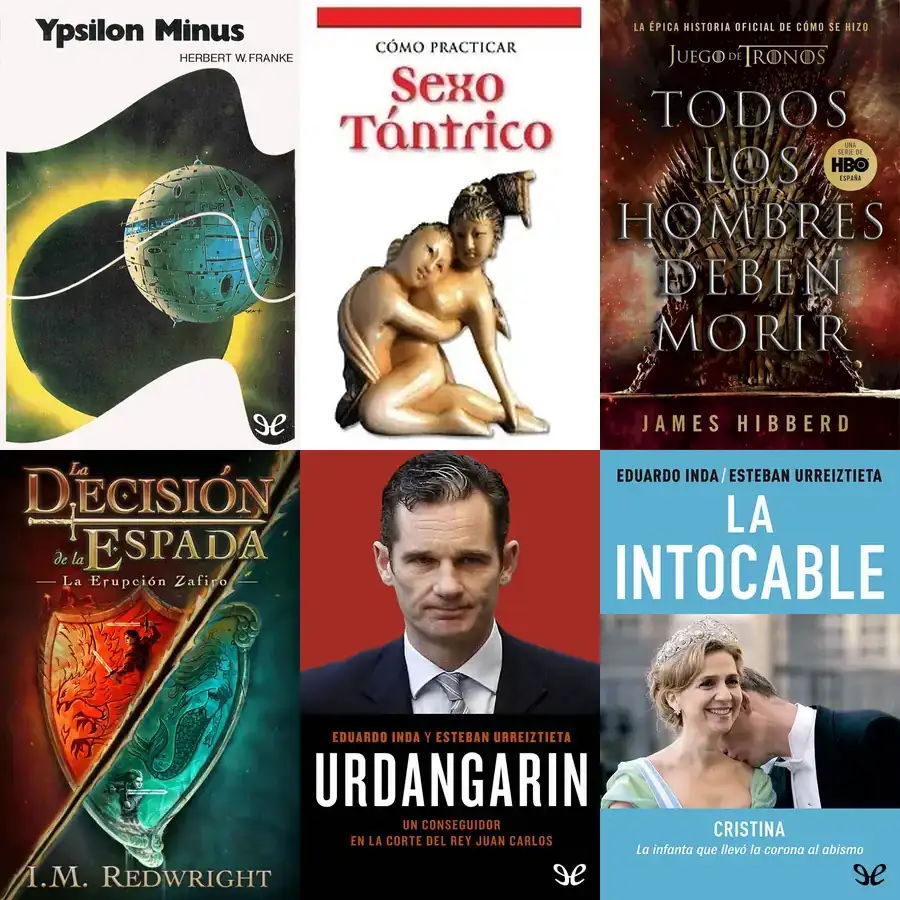 Ypsilon Minus
HERBERT W. FRANKE
CÓMO PRACTICAR
Sexo
Tántrico
LA ÉPICA HISTORIA OFICIAL DE CÓMO SE HIZO
JUEGO DE TRONOS
TODOS
LOS
HOMBRES
DEBEN
MORIR
UNA
SERIE DE
HBO
ESPAÑA
JAMES HIBBERD
La
DECISIÓN
de la ESPADA
La Erupción Zafiro
I.M. REDWRIGHT
EDUARDO INDA Y ESTEBAN URREIZTIETA
URDANGARIN
UN CONSEGUIDOR
EN LA CORTE DEL REY JUAN CARLOS
EDUARDO INDA / ESTEBAN URREIZTIETA
LA
INTOCABLE
CRISTINA
La infanta que llevó la corona al abismo